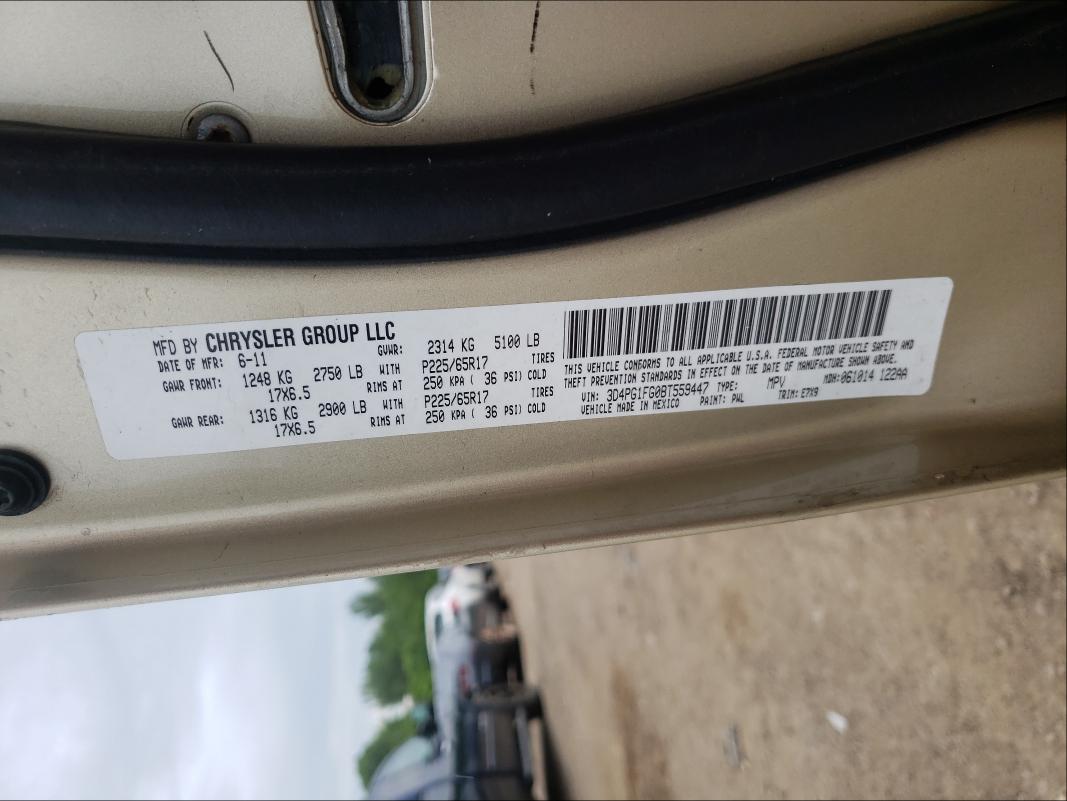 MFD BY CHRYSLER GROUP LLC
DATE OF MFR: 6-11 GVWR: 2314 KG 5100 LB
GAWR FRONT: 1248 KG 2750 LB WITH P225/65R17 TIRES
17X6.5 RIMS AT 250 KPA ( 36 PSI) COLD
GAWR REAR: 1316 KG 2900 LB WITH P225/65R17 TIRES
17X6.5 RIMS AT 250 KPA ( 36 PSI) COLD
THIS VEHICLE CONFORMS TO ALL APPLICABLE U.S.A. FEDERAL MOTOR VEHICLE SAFETY AND
THEFT PREVENTION STANDARDS IN EFFECT ON THE DATE OF MANUFACTURE SHOWN ABOVE.
VIN: 3D4PG1FG0BT559447 TYPE: MPV MDH: 061014 122AA
VEHICLE MADE IN MEXICO PAINT: PWL TRIM: E7X9